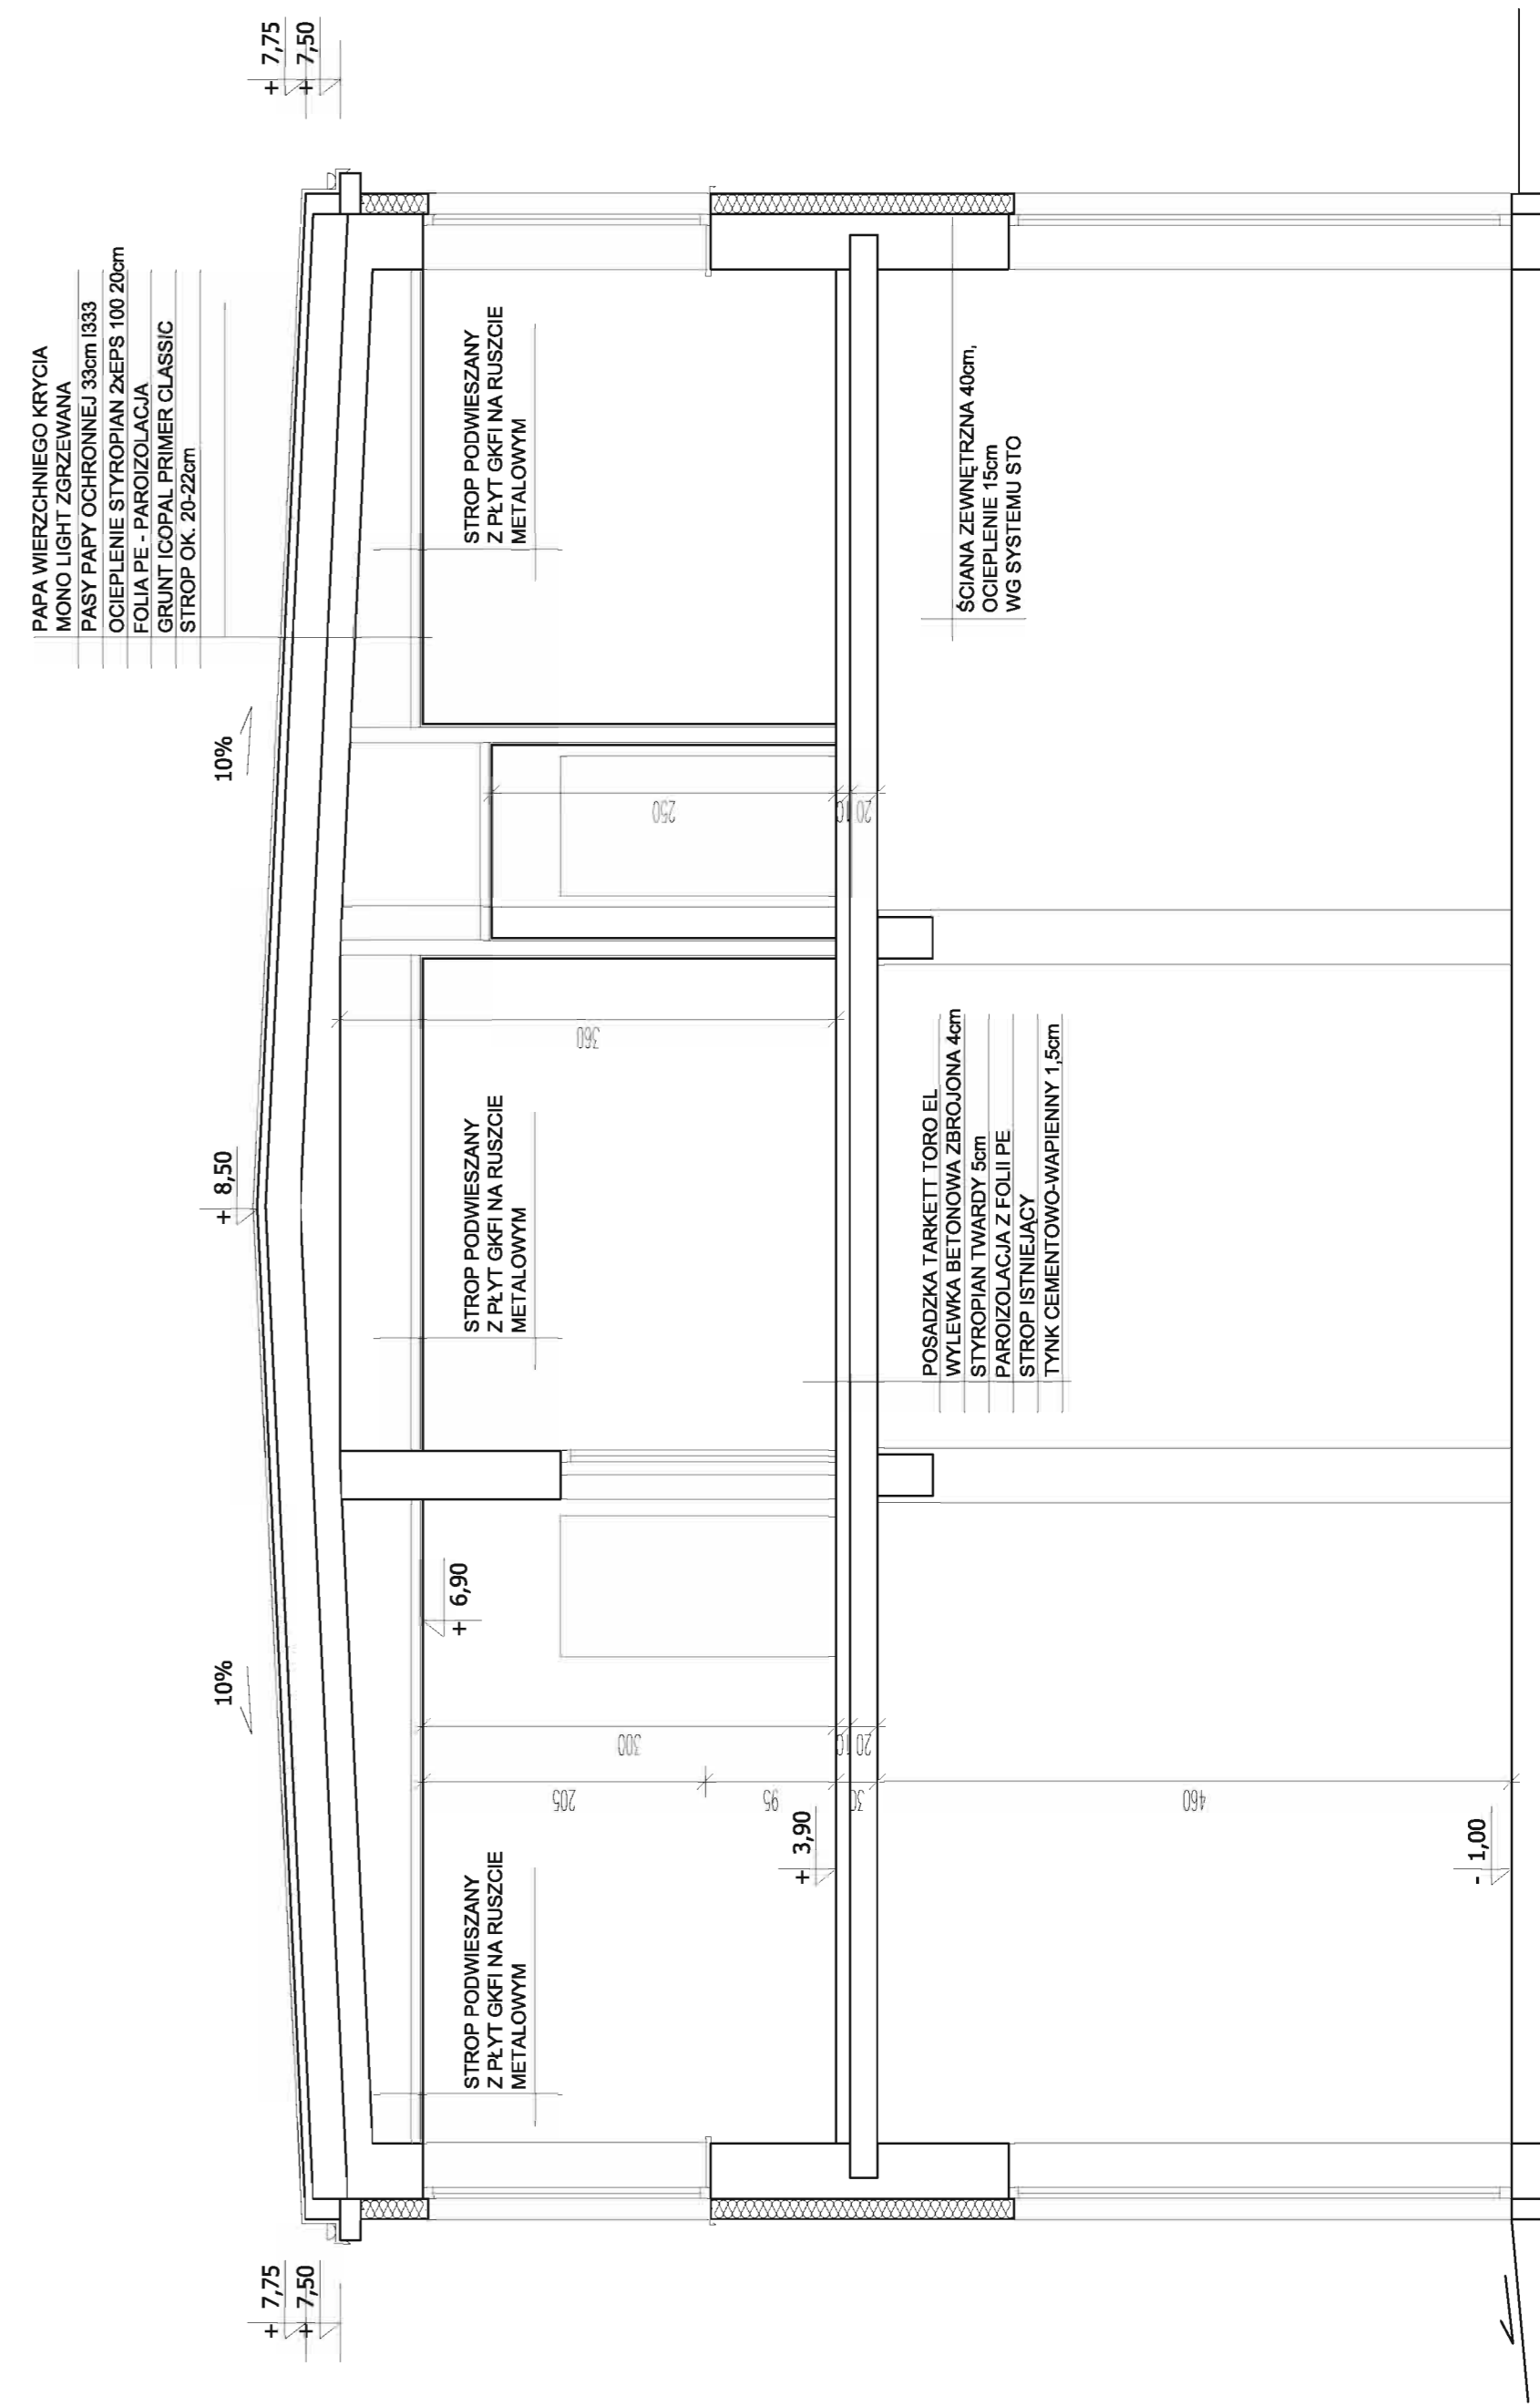 PAPA WIERZCHNIEGO KRYCIA
MONO LIGHT ZGRZEWANA
PASY PAPY OCHRONNEJ 33cm I333
OCIEPLENIE STYROPIAN 2xEPS 100 20cm
FOLIA PE - PAROIZOLACJA
GRUNT ICOPAL PRIMER CLASSIC
STROP OK. 20-22cm
+ 8,50
10%
10%
+ 7,75
+ 7,50
+ 7,75
+ 7,50
STROP PODWIESZANY
Z PŁYT GKFI NA RUSZCIE
METALOWYM
STROP PODWIESZANY
Z PŁYT GKFI NA RUSZCIE
METALOWYM
STROP PODWIESZANY
Z PŁYT GKFI NA RUSZCIE
METALOWYM
+ 6,90
300
205
95
10
20
30
360
250
10
20
+ 3,90
POSADZKA TARKETT TORO EL
WYLEWKA BETONOWA ZBROJONA 4cm
STYROPIAN TWARDY 5cm
PAROIZOLACJA Z FOLII PE
STROP ISTNIEJĄCY
TYNK CEMENTOWO-WAPIENNY 1,5cm
ŚCIANA ZEWNĘTRZNA 40cm,
OCIEPLENIE 15cm
WG SYSTEMU STO
460
- 1,00